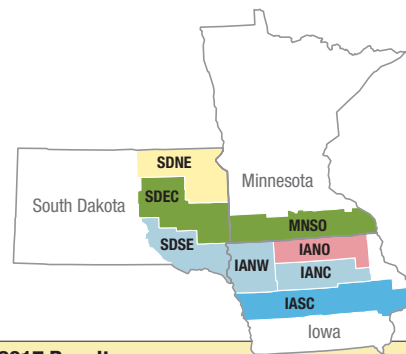 SDNE
Minnesota
SDEC
South Dakota
MNSO
SDSE
IANO
IANW
IANC
IASC
Iowa